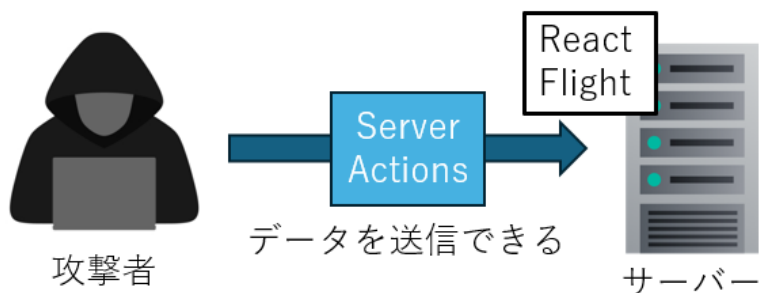 React
Flight
Server
Actions
データを送信できる
攻撃者
サーバー